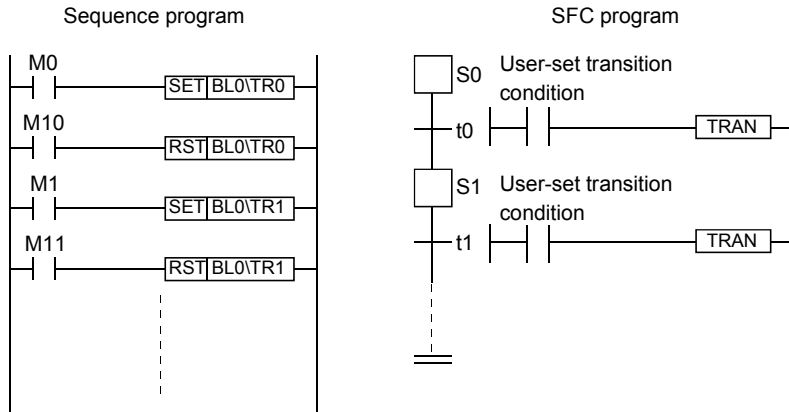 Sequence program
M0
SET BL0\TR0
M10
RST BL0\TR0
M1
SET BL0\TR1
M11
RST BL0\TR1
SFC program
S0
User-set transition
condition
t0
TRAN
S1
User-set transition
condition
t1
TRAN